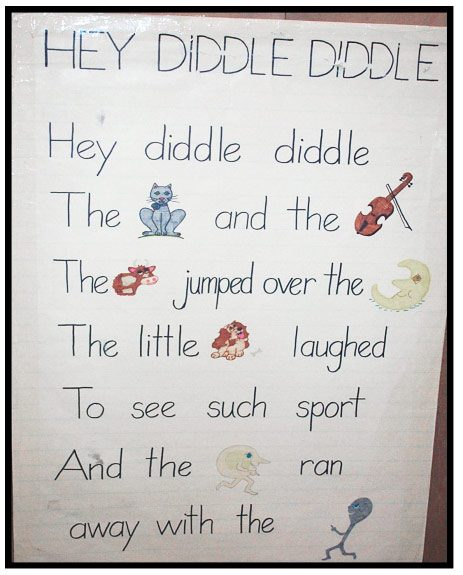 HEY DIDDLE DIDDLE
Hey diddle diddle
The and the
The jumped over the
The little laughed
To see such sport
And the ran
away with the